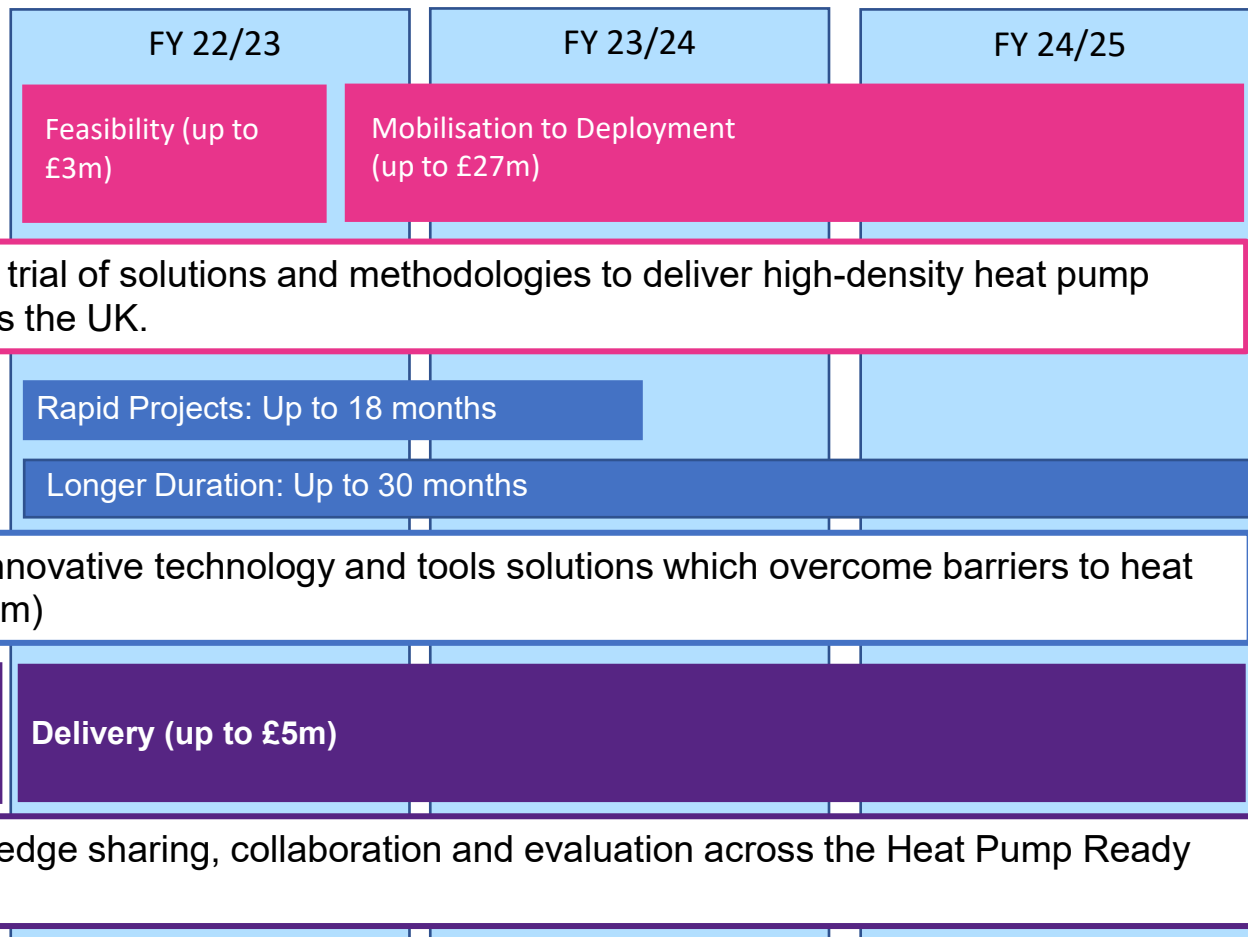 FY 22/23
FY 23/24
FY 24/25
Feasibility (up to
£3m)
Mobilisation to Deployment
(up to £27m)
trial of solutions and methodologies to deliver high-density heat pump
s the UK.
Rapid Projects: Up to 18 months
Longer Duration: Up to 30 months
nnovative technology and tools solutions which overcome barriers to heat
m)
Delivery (up to £5m)
edge sharing, collaboration and evaluation across the Heat Pump Ready